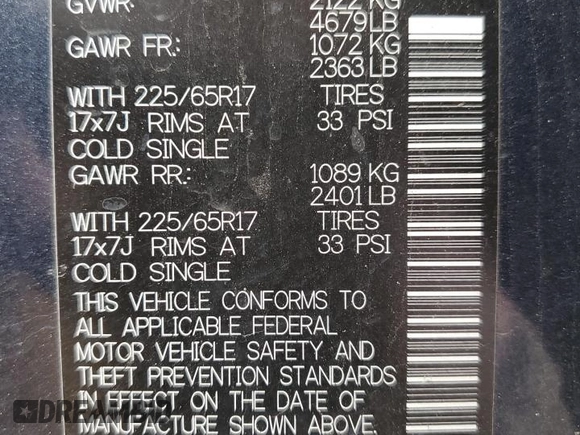 GVWR: 2122 KG
4679 LB
GAWR FR.: 1072 KG
2363 LB
WITH 225/65R17 TIRES
17x7J RIMS AT 33 PSI
COLD SINGLE
GAWR RR.: 1089 KG
2401 LB
WITH 225/65R17 TIRES
17x7J RIMS AT 33 PSI
COLD SINGLE
THIS VEHICLE CONFORMS TO
ALL APPLICABLE FEDERAL
MOTOR VEHICLE SAFETY AND
THEFT PREVENTION STANDARDS
IN EFFECT ON THE DATE OF
MANUFACTURE SHOWN ABOVE.